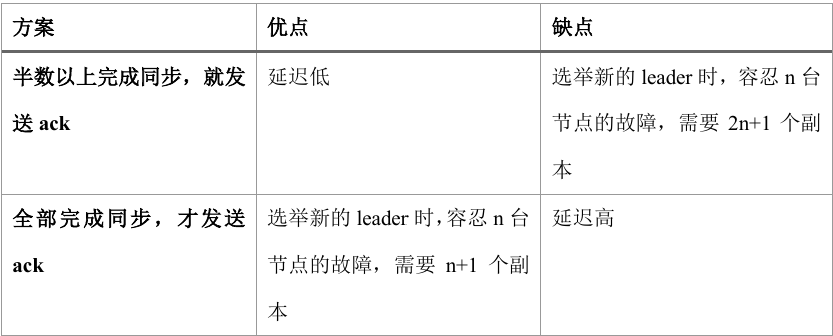 方案
优点
缺点
半数以上完成同步，就发
送 ack
延迟低
选举新的 leader 时，容忍 n 台
节点的故障，需要 2n+1 个副
本
全部完成同步，才发送
ack
选举新的 leader 时，容忍 n 台
节点的故障，需要 n+1 个副
本
延迟高